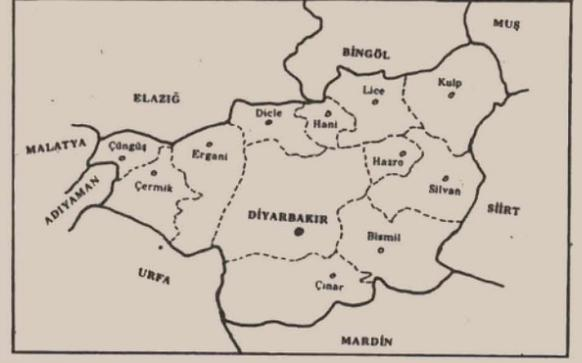 MUŞ
BİNGÖL
Kulp
Lice
ELAZIĞ
Dicle
Hani
MALATYA
Çüngüş
Ergani
Hazro
Çermik
Silvan
ADIYAMAN
SİİRT
DİYARBAKIR
Bismil
URFA
Çınar
MARDİN